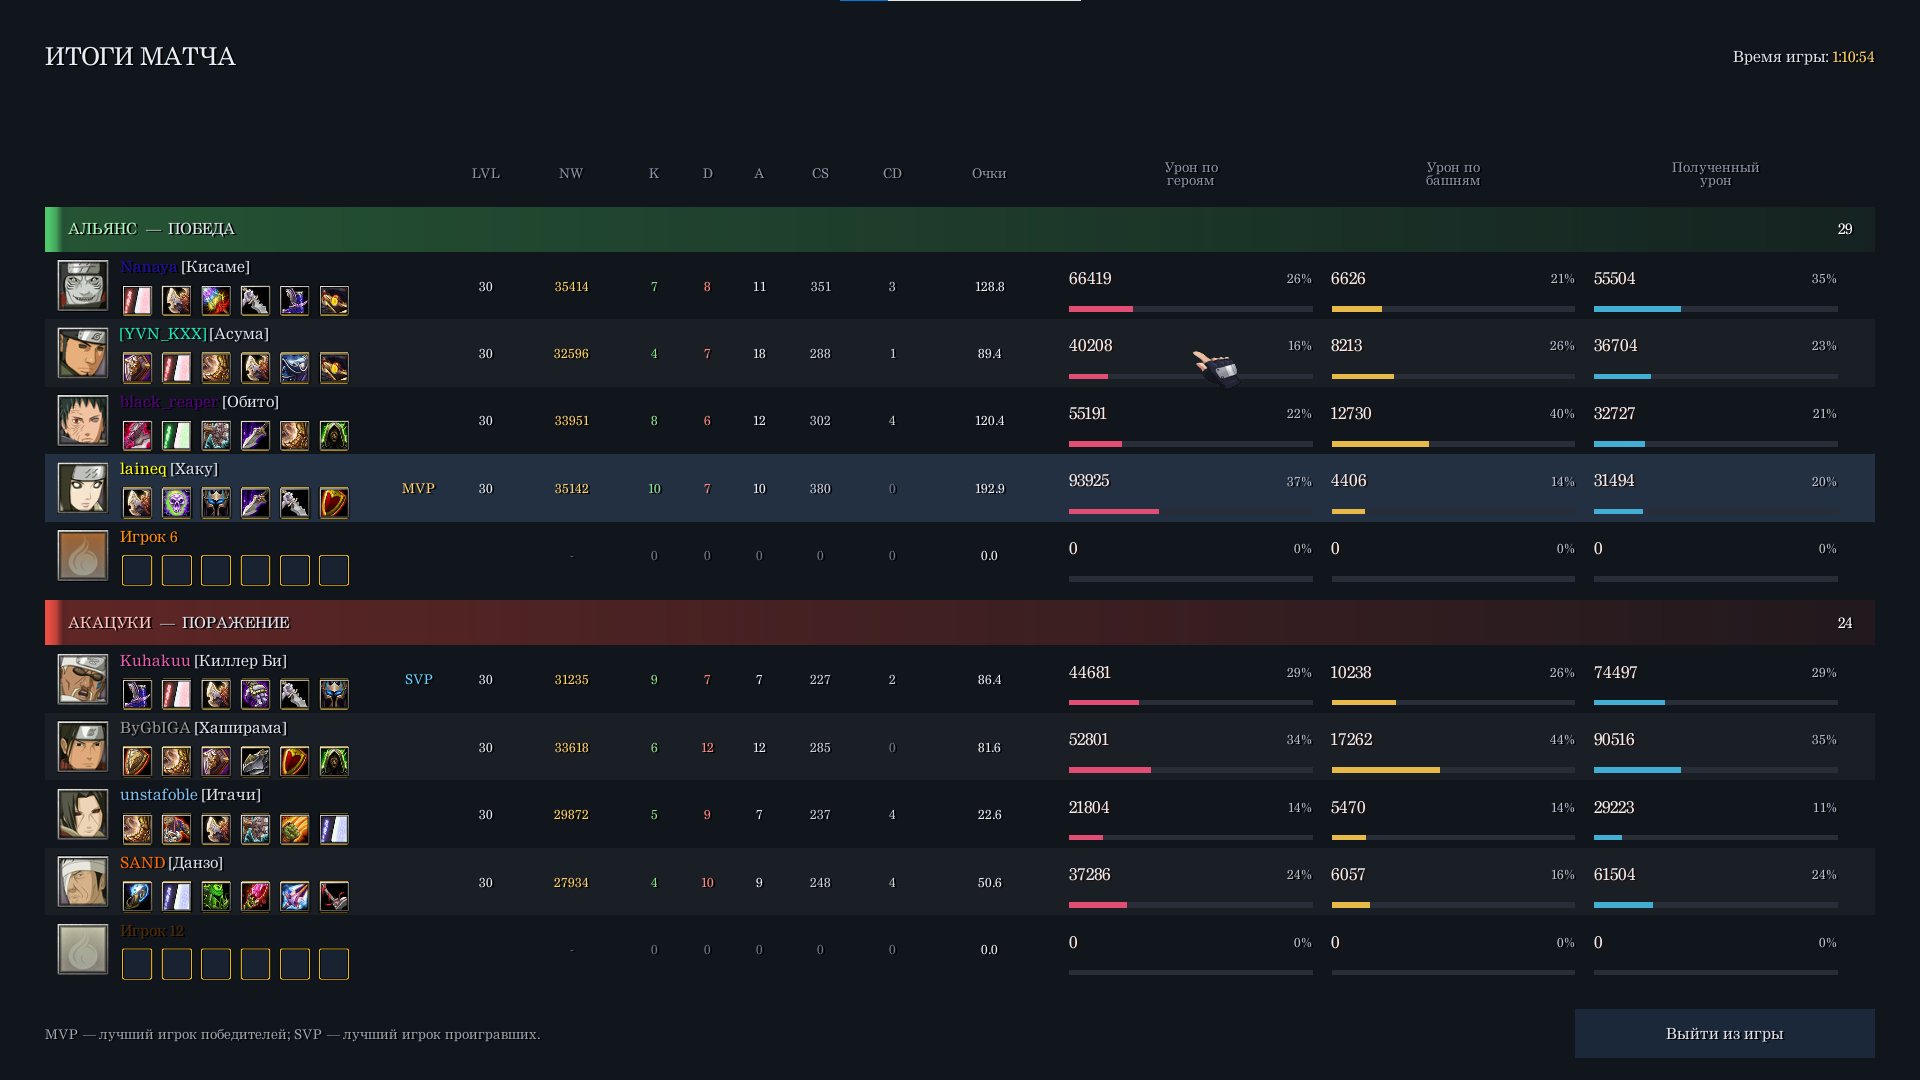 ИТОГИ МАТЧА
Время игры: 1:10:54
LVL NW K D A CS CD Очки Урон по героям Урон по башням Полученный урон
АЛЬЯНС — ПОБЕДА 29
Nanaya [Кисаме]
30 35414 7 8 11 351 3 128.8 66419 26% 6626 21% 55504 35%
[YVN_KXX] [Асума]
30 32596 4 7 18 288 1 89.4 40208 16% 8213 26% 36704 23%
black_reaper [Обито]
30 33951 8 6 12 302 4 120.4 55191 22% 12730 40% 32727 21%
laineq [Хаку]
MVP 30 35142 10 7 10 380 0 192.9 93925 37% 4406 14% 31494 20%
Игрок 6
- 0 0 0 0 0 0.0 0 0% 0 0% 0 0%
АКАЦУКИ — ПОРАЖЕНИЕ 24
Kuhakuu [Киллер Би]
SVP 30 31235 9 7 7 227 2 86.4 44681 29% 10238 26% 74497 29%
ByGbIGA [Хаширама]
30 33618 6 12 12 285 0 81.6 52801 34% 17262 44% 90516 35%
unstafoble [Итачи]
30 29872 5 9 7 237 4 22.6 21804 14% 5470 14% 29223 11%
SAND [Данзо]
30 27934 4 10 9 248 4 50.6 37286 24% 6057 16% 61504 24%
Игрок 12
- 0 0 0 0 0 0.0 0 0% 0 0% 0 0%
MVP — лучший игрок победителей; SVP — лучший игрок проигравших.
Выйти из игры